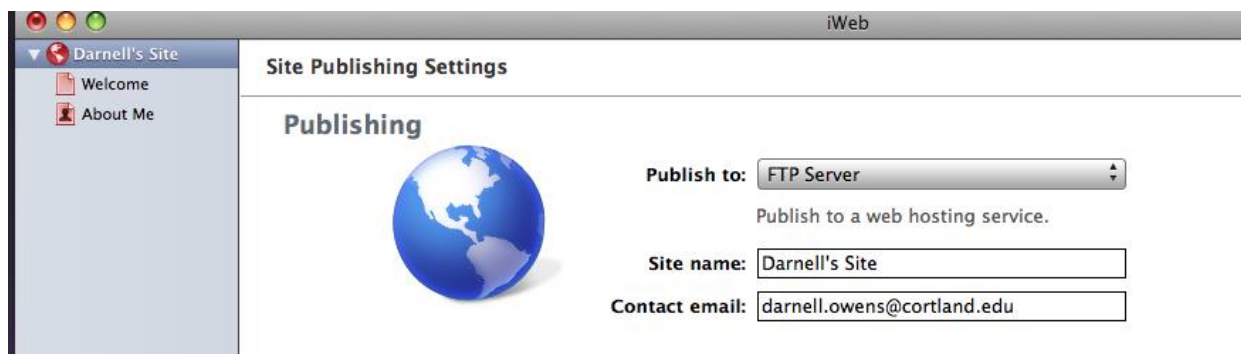 iWeb
Darnell's Site
Welcome
About Me
Site Publishing Settings
Publishing
Publish to: FTP Server
Publish to a web hosting service.
Site name: Darnell's Site
Contact email: darnell.owens@cortland.edu